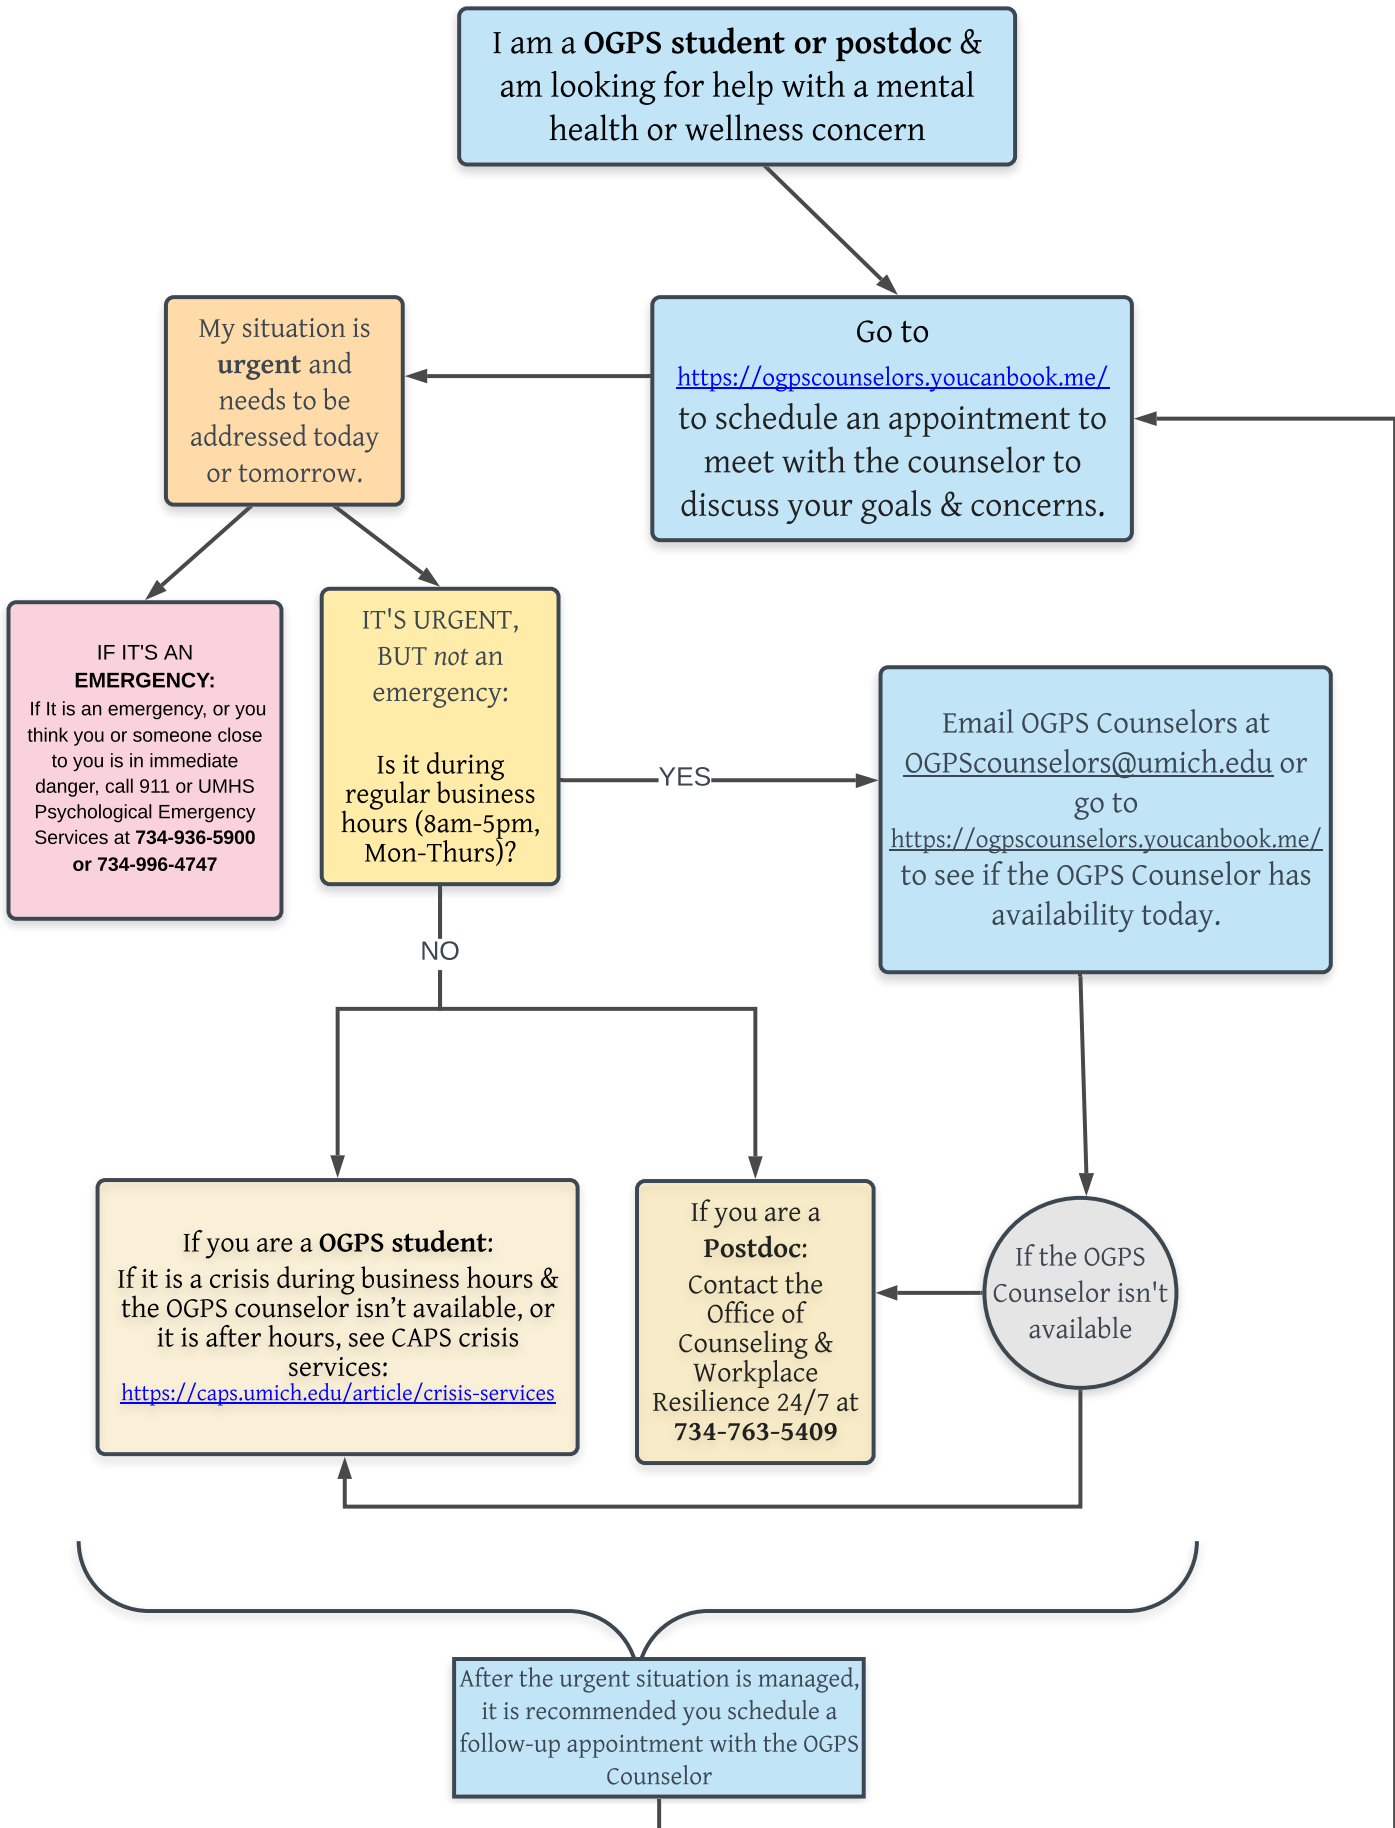 I am a OGPS student or postdoc &
am looking for help with a mental
health or wellness concern
My situation is
urgent and
needs to be
addressed today
or tomorrow.
Go to
https://ogpscounselors.youcanbook.me/
to schedule an appointment to
meet with the counselor to
discuss your goals & concerns.
IF IT'S AN
EMERGENCY:
If It is an emergency, or you
think you or someone close
to you is in immediate
danger, call 911 or UMHS
Psychological Emergency
Services at 734-936-5900
or 734-996-4747
IT'S URGENT,
BUT not an
emergency:
Is it during
regular business
hours (8am-5pm,
Mon-Thurs)?
YES
Email OGPS Counselors at
OGPScounselors@umich.edu or
go to
https://ogpscounselors.youcanbook.me/
to see if the OGPS Counselor has
availability today.
NO
If you are a OGPS student:
If it is a crisis during business hours &
the OGPS counselor isn’t available, or
it is after hours, see CAPS crisis
services:
https://caps.umich.edu/article/crisis-services
If you are a
Postdoc:
Contact the
Office of
Counseling &
Workplace
Resilience 24/7 at
734-763-5409
If the OGPS
Counselor isn't
available
After the urgent situation is managed,
it is recommended you schedule a
follow-up appointment with the OGPS
Counselor